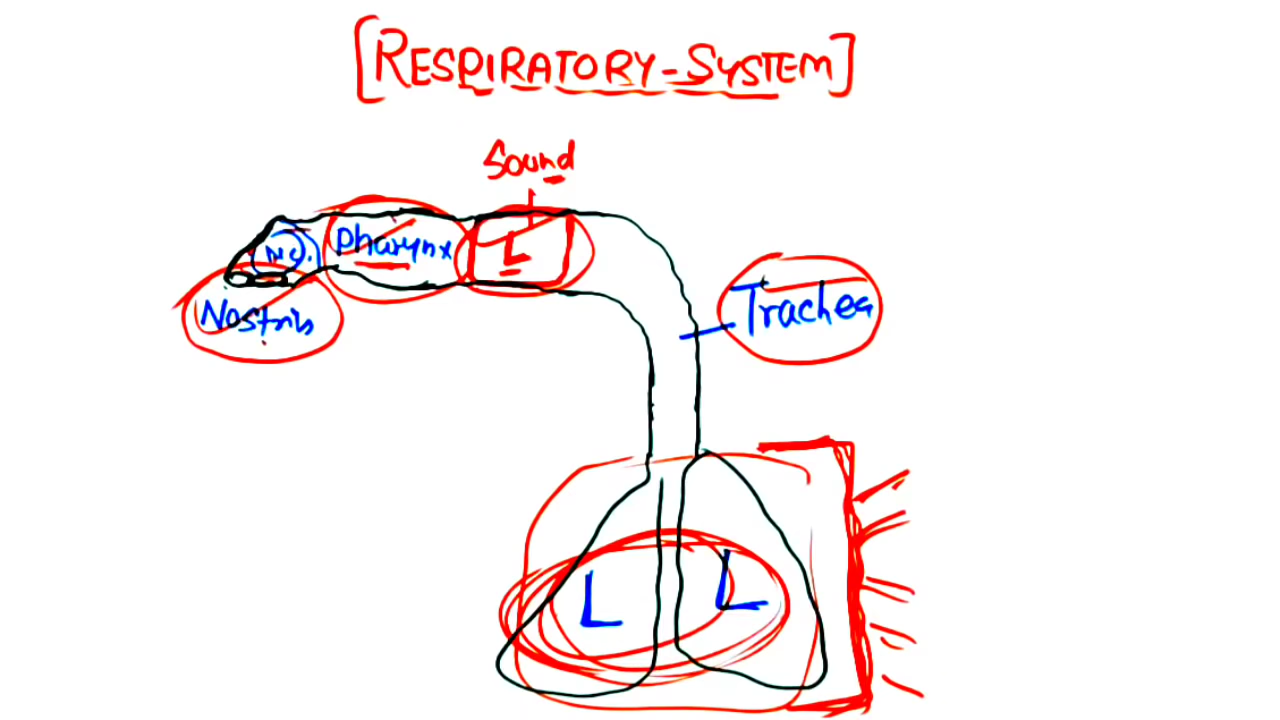 [RESPIRATORY-SYSTEM]
Sound
N.C.
Pharynx
L
Nostrils
Trachea
L
L